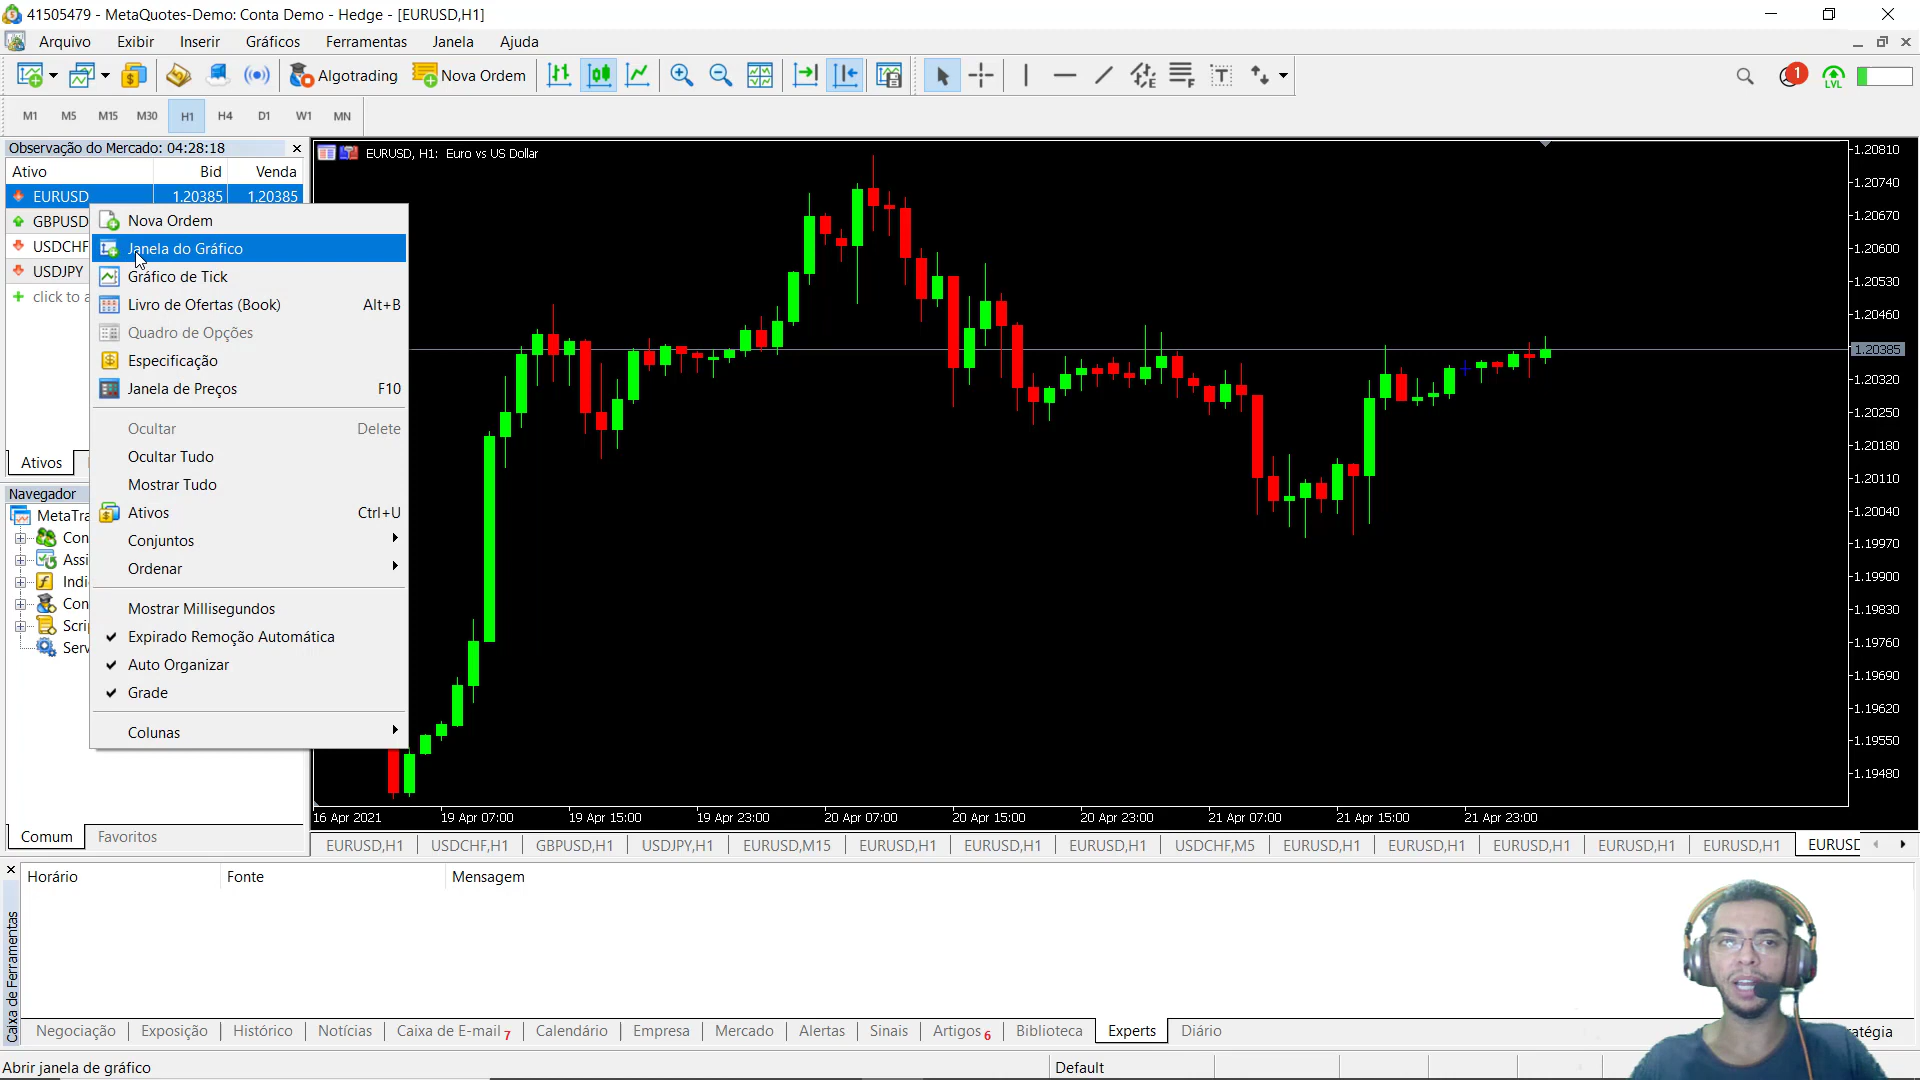 41505479 - MetaQuotes-Demo: Conta Demo - Hedge - [EURUSD,H1]
Arquivo Exibir Inserir Gráficos Ferramentas Janela Ajuda
Algotrading Nova Ordem
1
LVL
M1 M5 M15 M30 H1 H4 D1 W1 MN
Observação do Mercado: 04:28:18
Ativo Bid Venda
EURUSD 1.20385 1.20385
GBPUSD
USDCHF
USDJPY
click to a
Nova Ordem
Janela do Gráfico
Gráfico de Tick
Livro de Ofertas (Book) Alt+B
Quadro de Opções
Especificação
Janela de Preços F10
Ocultar Delete
Ocultar Tudo
Mostrar Tudo
Ativos Ctrl+U
Conjuntos
Ordenar
Mostrar Millisegundos
Expirado Remoção Automática
Auto Organizar
Grade
Colunas
Ativos
Navegador
MetaTra
Con
Assi
Indi
Con
Scri
Serv
Comum Favoritos
EURUSD, H1: Euro vs US Dollar
1.20810
1.20740
1.20670
1.20600
1.20530
1.20460
1.20385
1.20320
1.20250
1.20180
1.20110
1.20040
1.19970
1.19900
1.19830
1.19760
1.19690
1.19620
1.19550
1.19480
16 Apr 2021 19 Apr 07:00 19 Apr 15:00 19 Apr 23:00 20 Apr 07:00 20 Apr 15:00 20 Apr 23:00 21 Apr 07:00 21 Apr 15:00 21 Apr 23:00
EURUSD,H1 USDCHF,H1 GBPUSD,H1 USDJPY,H1 EURUSD,M15 EURUSD,H1 EURUSD,H1 EURUSD,H1 USDCHF,M5 EURUSD,H1 EURUSD,H1 EURUSD,H1 EURUSD,H1 EURUSD,H1 EURUSD
Horário Fonte Mensagem
Caixa de Ferramentas
Negociação Exposição Histórico Notícias Caixa de E-mail 7 Calendário Empresa Mercado Alertas Sinais Artigos 6 Biblioteca Experts Diário atégia
Abrir janela de gráfico Default